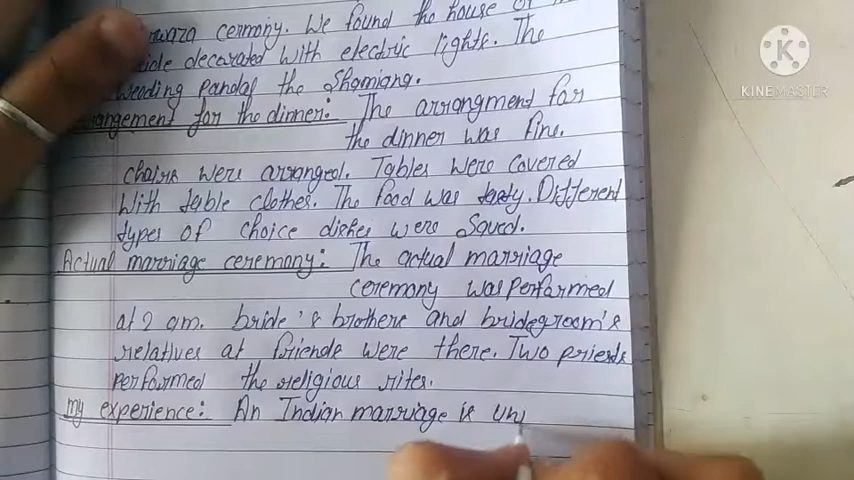 cermony. We found the house of
decorated with electric lights. The
weading pandal the Shamiana.
angement for the dinner: The arrangment for
the dinner was fine.
chairs were arranged. Tables were covered
with table clothes. The food was tasty. Different
types of choice dishes were Saved.
Actual marriage ceremony: The actual marriage
ceremony was performed
at 2 am. bride's brothers and bridegroom's
relatives at friends were there. Two priests
performed the religious rites.
my experience: An Indian marriage is un
KINEMASTER